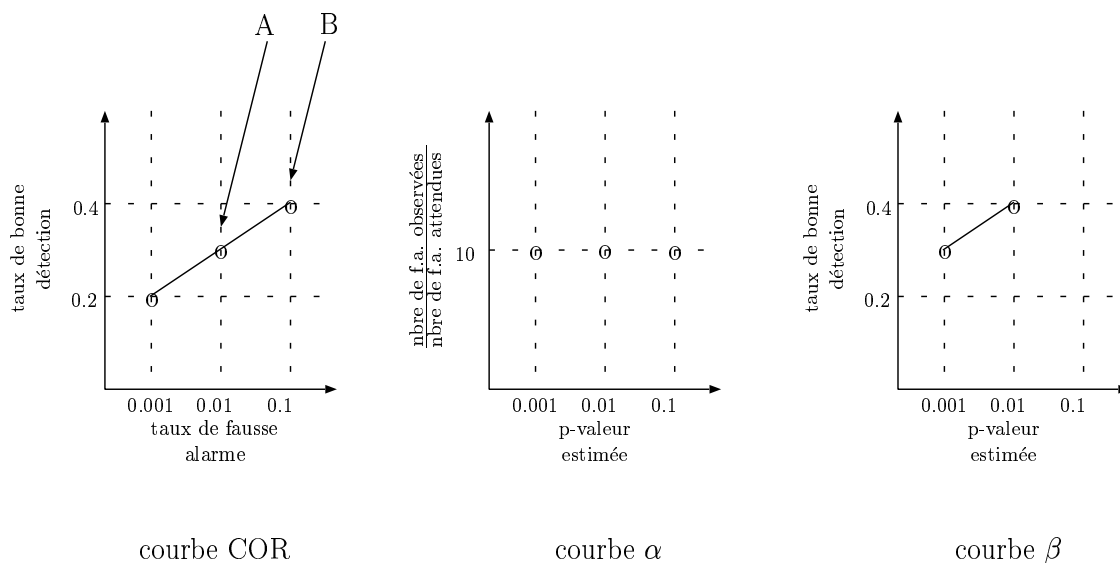 A
B
taux de bonne
détection
0.4
0.2
0.001
0.01
0.1
taux de fausse
alarme
courbe COR
nbre de f.a. observées
nbre de f.a. attendues
10
0.001
0.01
0.1
p-valeur
estimée
courbe α
taux de bonne
détection
0.4
0.2
0.001
0.01
0.1
p-valeur
estimée
courbe β